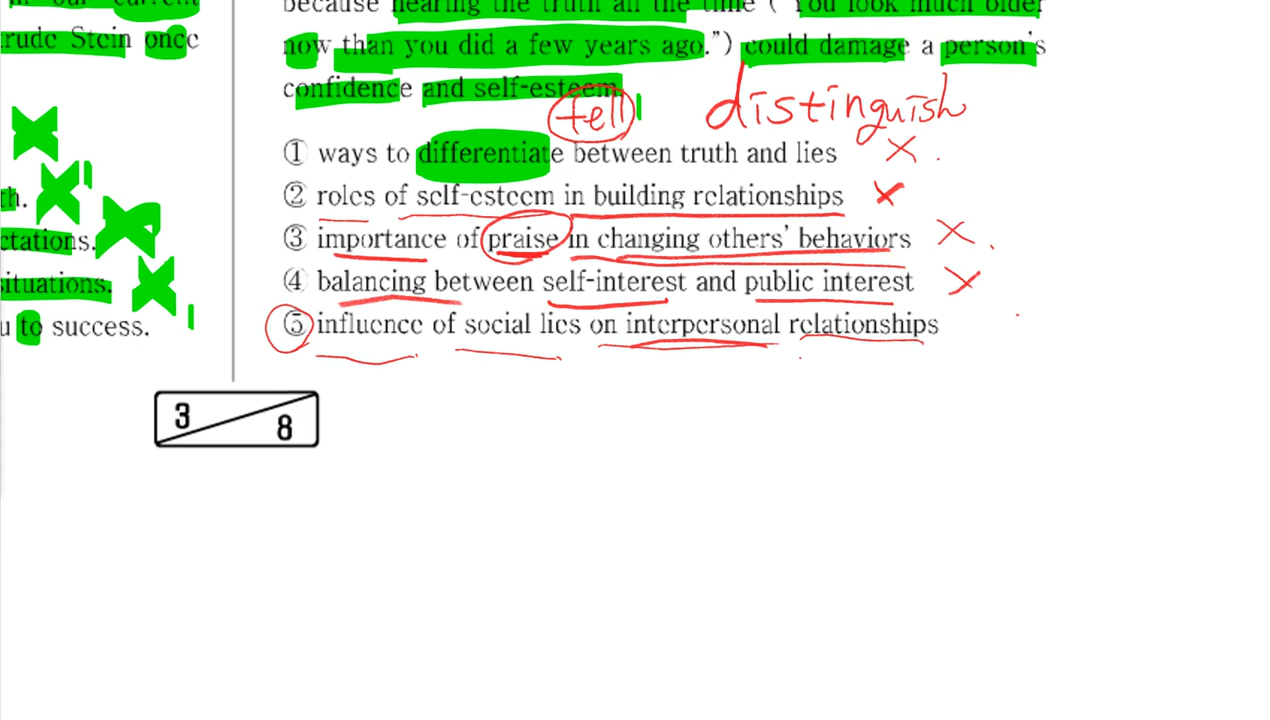 rude Stein once
th.
ctations.
situations.
u to success.
because hearing the truth all the time ("You look much older
now than you did a few years ago.") could damage a person's
confidence and self-esteem.
tell distinguish
① ways to differentiate between truth and lies
② roles of self-esteem in building relationships
③ importance of praise in changing others' behaviors
④ balancing between self-interest and public interest
⑤ influence of social lies on interpersonal relationships
3 8